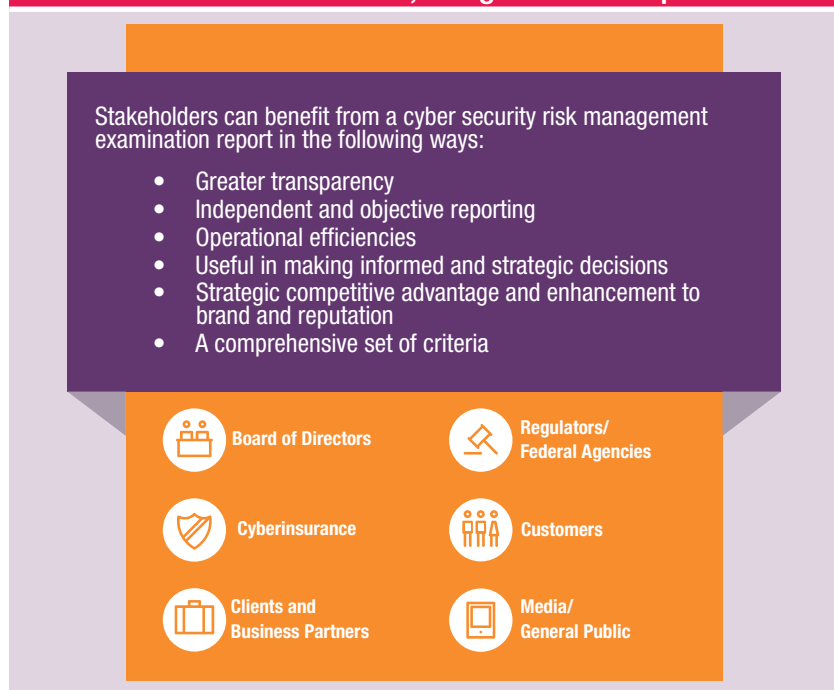 Stakeholders can benefit from a cyber security risk management
examination report in the following ways:
• Greater transparency
• Independent and objective reporting
• Operational efficiencies
• Useful in making informed and strategic decisions
• Strategic competitive advantage and enhancement to
brand and reputation
• A comprehensive set of criteria
Board of Directors
Regulators/
Federal Agencies
Cyberinsurance
Customers
Clients and
Business Partners
Media/
General Public